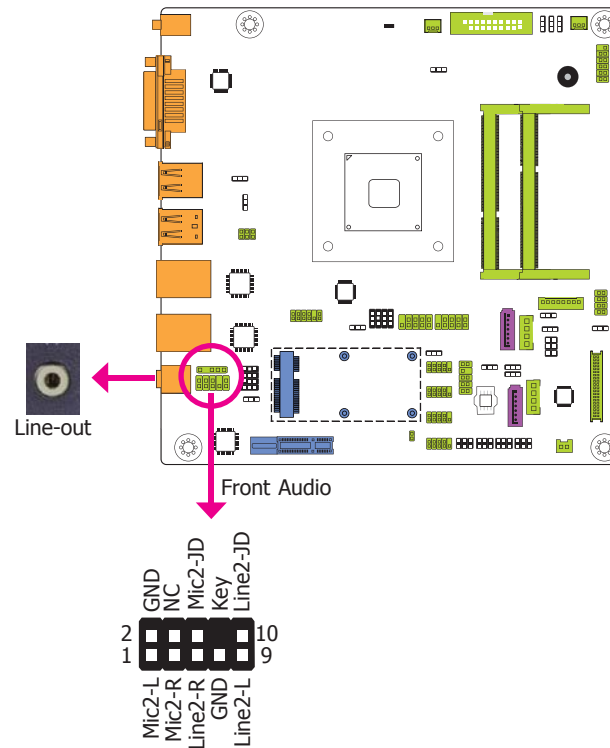 Line-out
Front Audio
GND
NC
Mic2-JD
Key
Line2-JD
2
10
1
9
Mic2-L
Mic2-R
Line2-R
GND
Line2-L